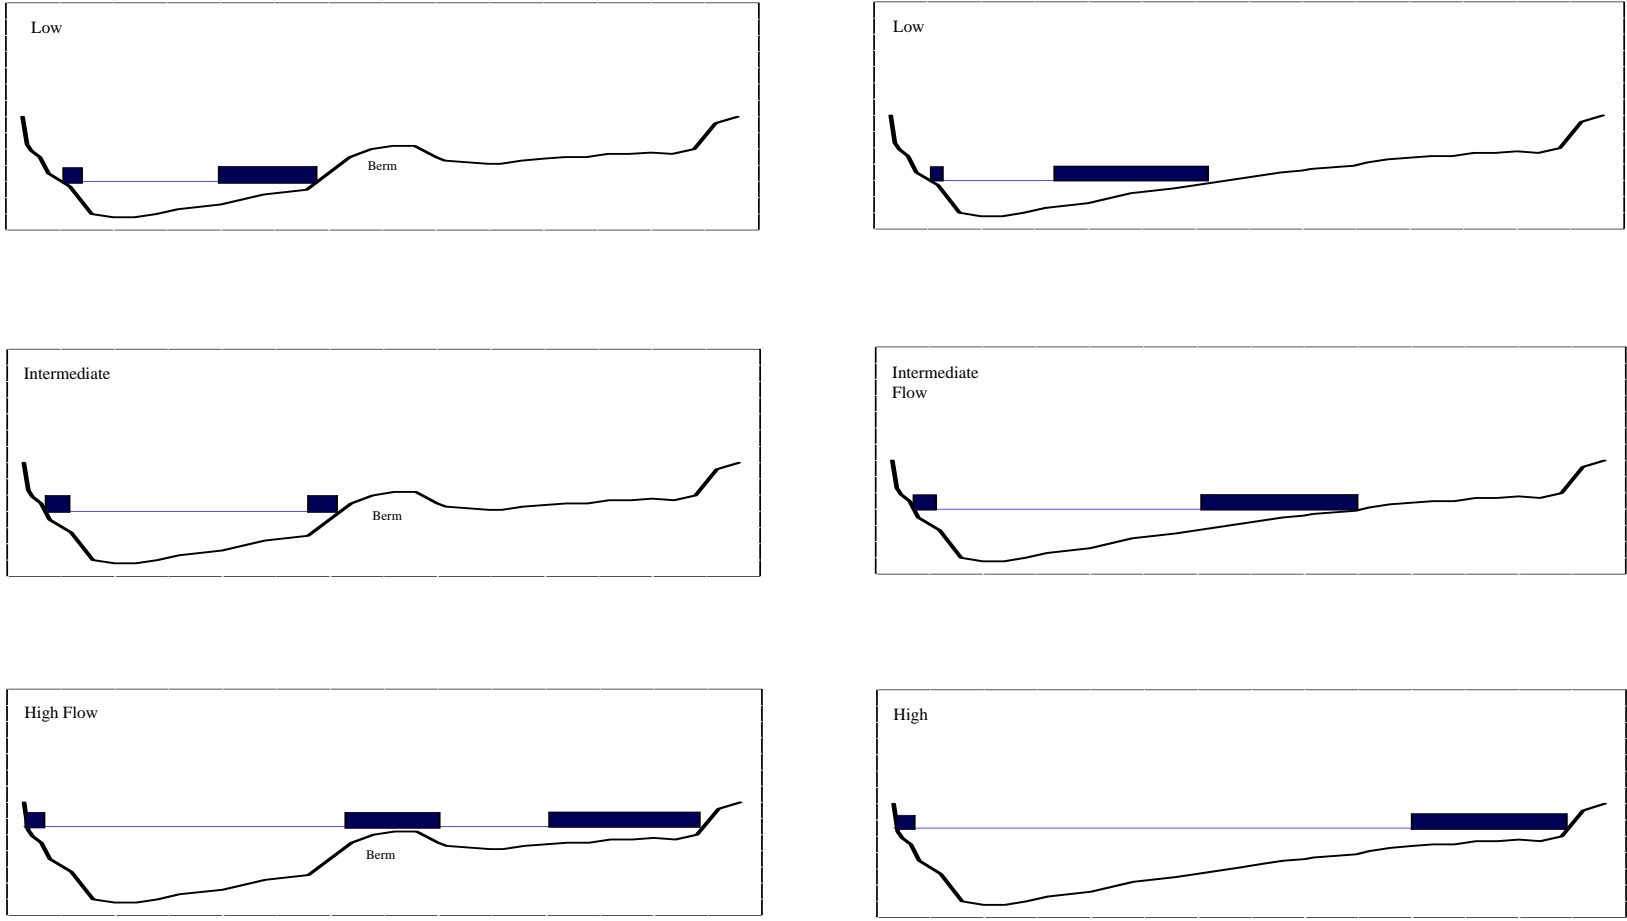 Low
Berm
Low
Intermediate
Berm
Intermediate
Flow
High Flow
Berm
High